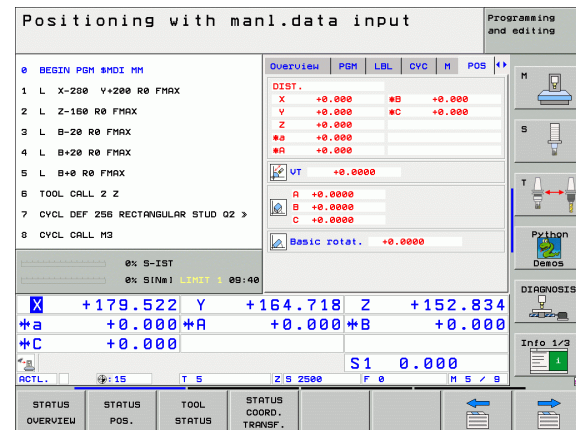 Positioning with manl.data input
Programming and editing
0 BEGIN PGM $MDI MM
1 L X-280 Y+200 R0 FMAX
2 L Z-160 R0 FMAX
3 L B-20 R0 FMAX
4 L B+20 R0 FMAX
5 L B+0 R0 FMAX
6 TOOL CALL 2 Z
7 CYCL DEF 256 RECTANGULAR STUD Q2 »
8 CYCL CALL M3
0% S-IST
0% S[Nm] LIMIT 1 09:40
Overview PGM LBL CYC M POS
DIST.
X +0.000 *B +0.000
Y +0.000 *C +0.000
Z +0.000
*a +0.000
*A +0.000
VT +0.0000
A +0.0000
B +0.0000
C +0.0000
Basic rotat. +0.0000
X +179.522 Y +164.718 Z +152.834
*a +0.000 *A +0.000 *B +0.000
*C +0.000
S1 0.000
ACTL. :15 T 5 Z S 2500 F 0 M 5 / 9
M
S
T
Python
Demos
DIAGNOSIS
Info 1/3
STATUS OVERVIEW
STATUS POS.
TOOL STATUS
STATUS COORD. TRANSF.